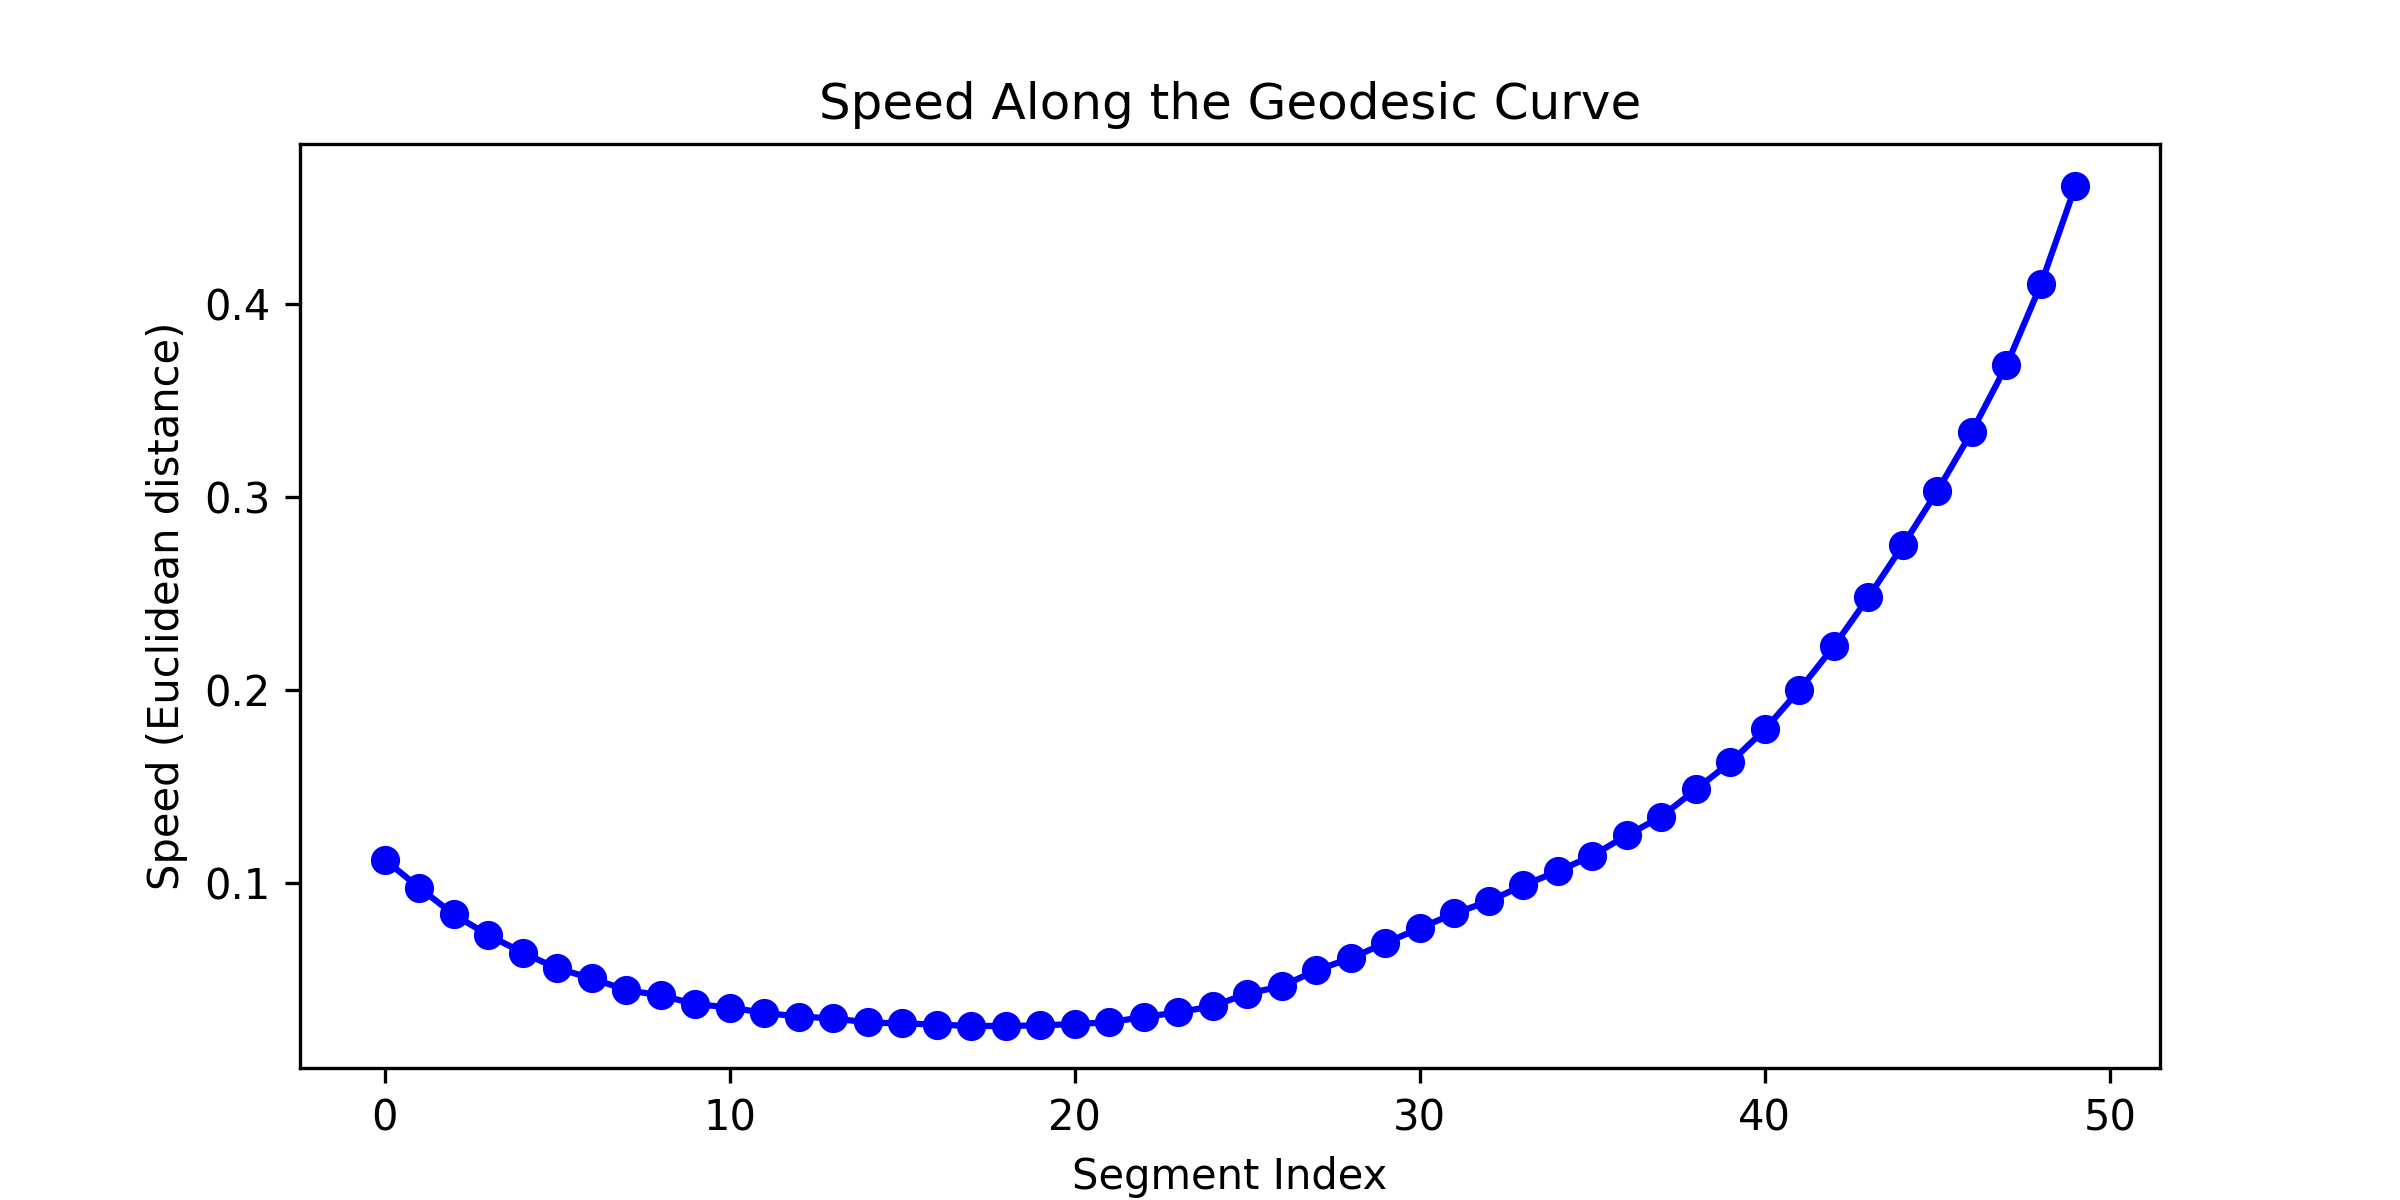 Speed Along the Geodesic Curve
Speed (Euclidean distance)
0.4
0.3
0.2
0.1
0 10 20 30 40 50
Segment Index